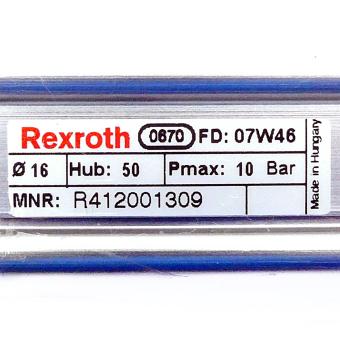 Rexroth 0670 FD: 07W46
Ø 16 Hub: 50 Pmax: 10 Bar
MNR: R412001309
Made in Hungary